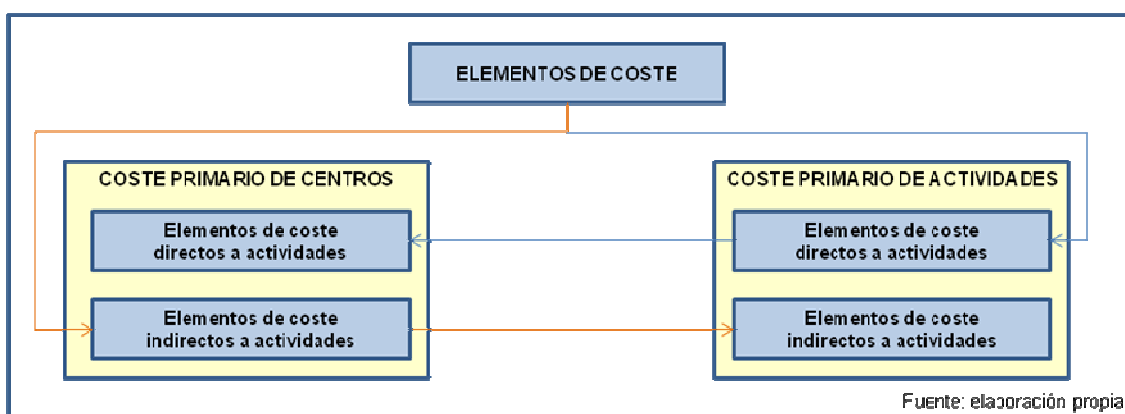 ELEMENTOS DE COSTE
COSTE PRIMARIO DE CENTROS
Elementos de coste
directos a actividades
Elementos de coste
indirectos a actividades
COSTE PRIMARIO DE ACTIVIDADES
Elementos de coste
directos a actividades
Elementos de coste
indirectos a actividades
Fuente: elaboración propia